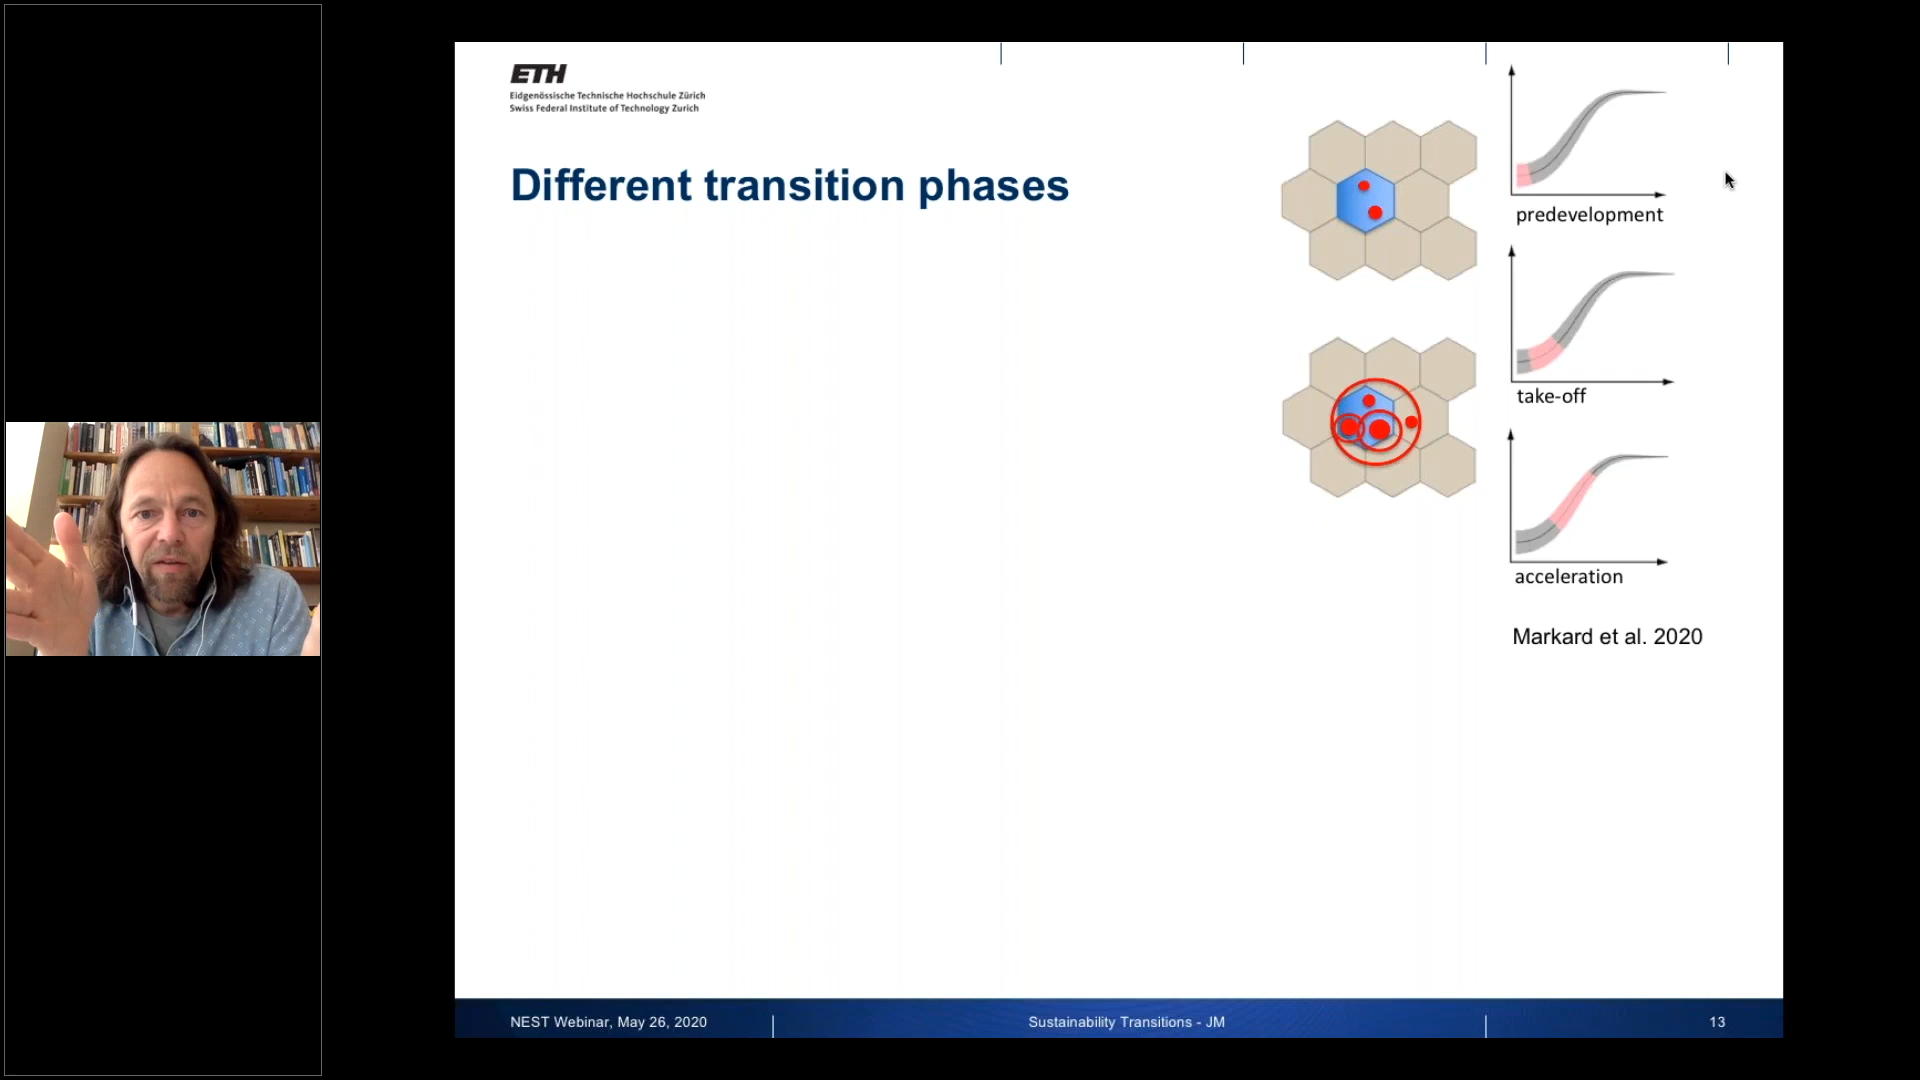 ETH
Eidgenössische Technische Hochschule Zürich
Swiss Federal Institute of Technology Zurich
Different transition phases
predevelopment
take-off
acceleration
Markard et al. 2020
NEST Webinar, May 26, 2020
Sustainability Transitions - JM
13